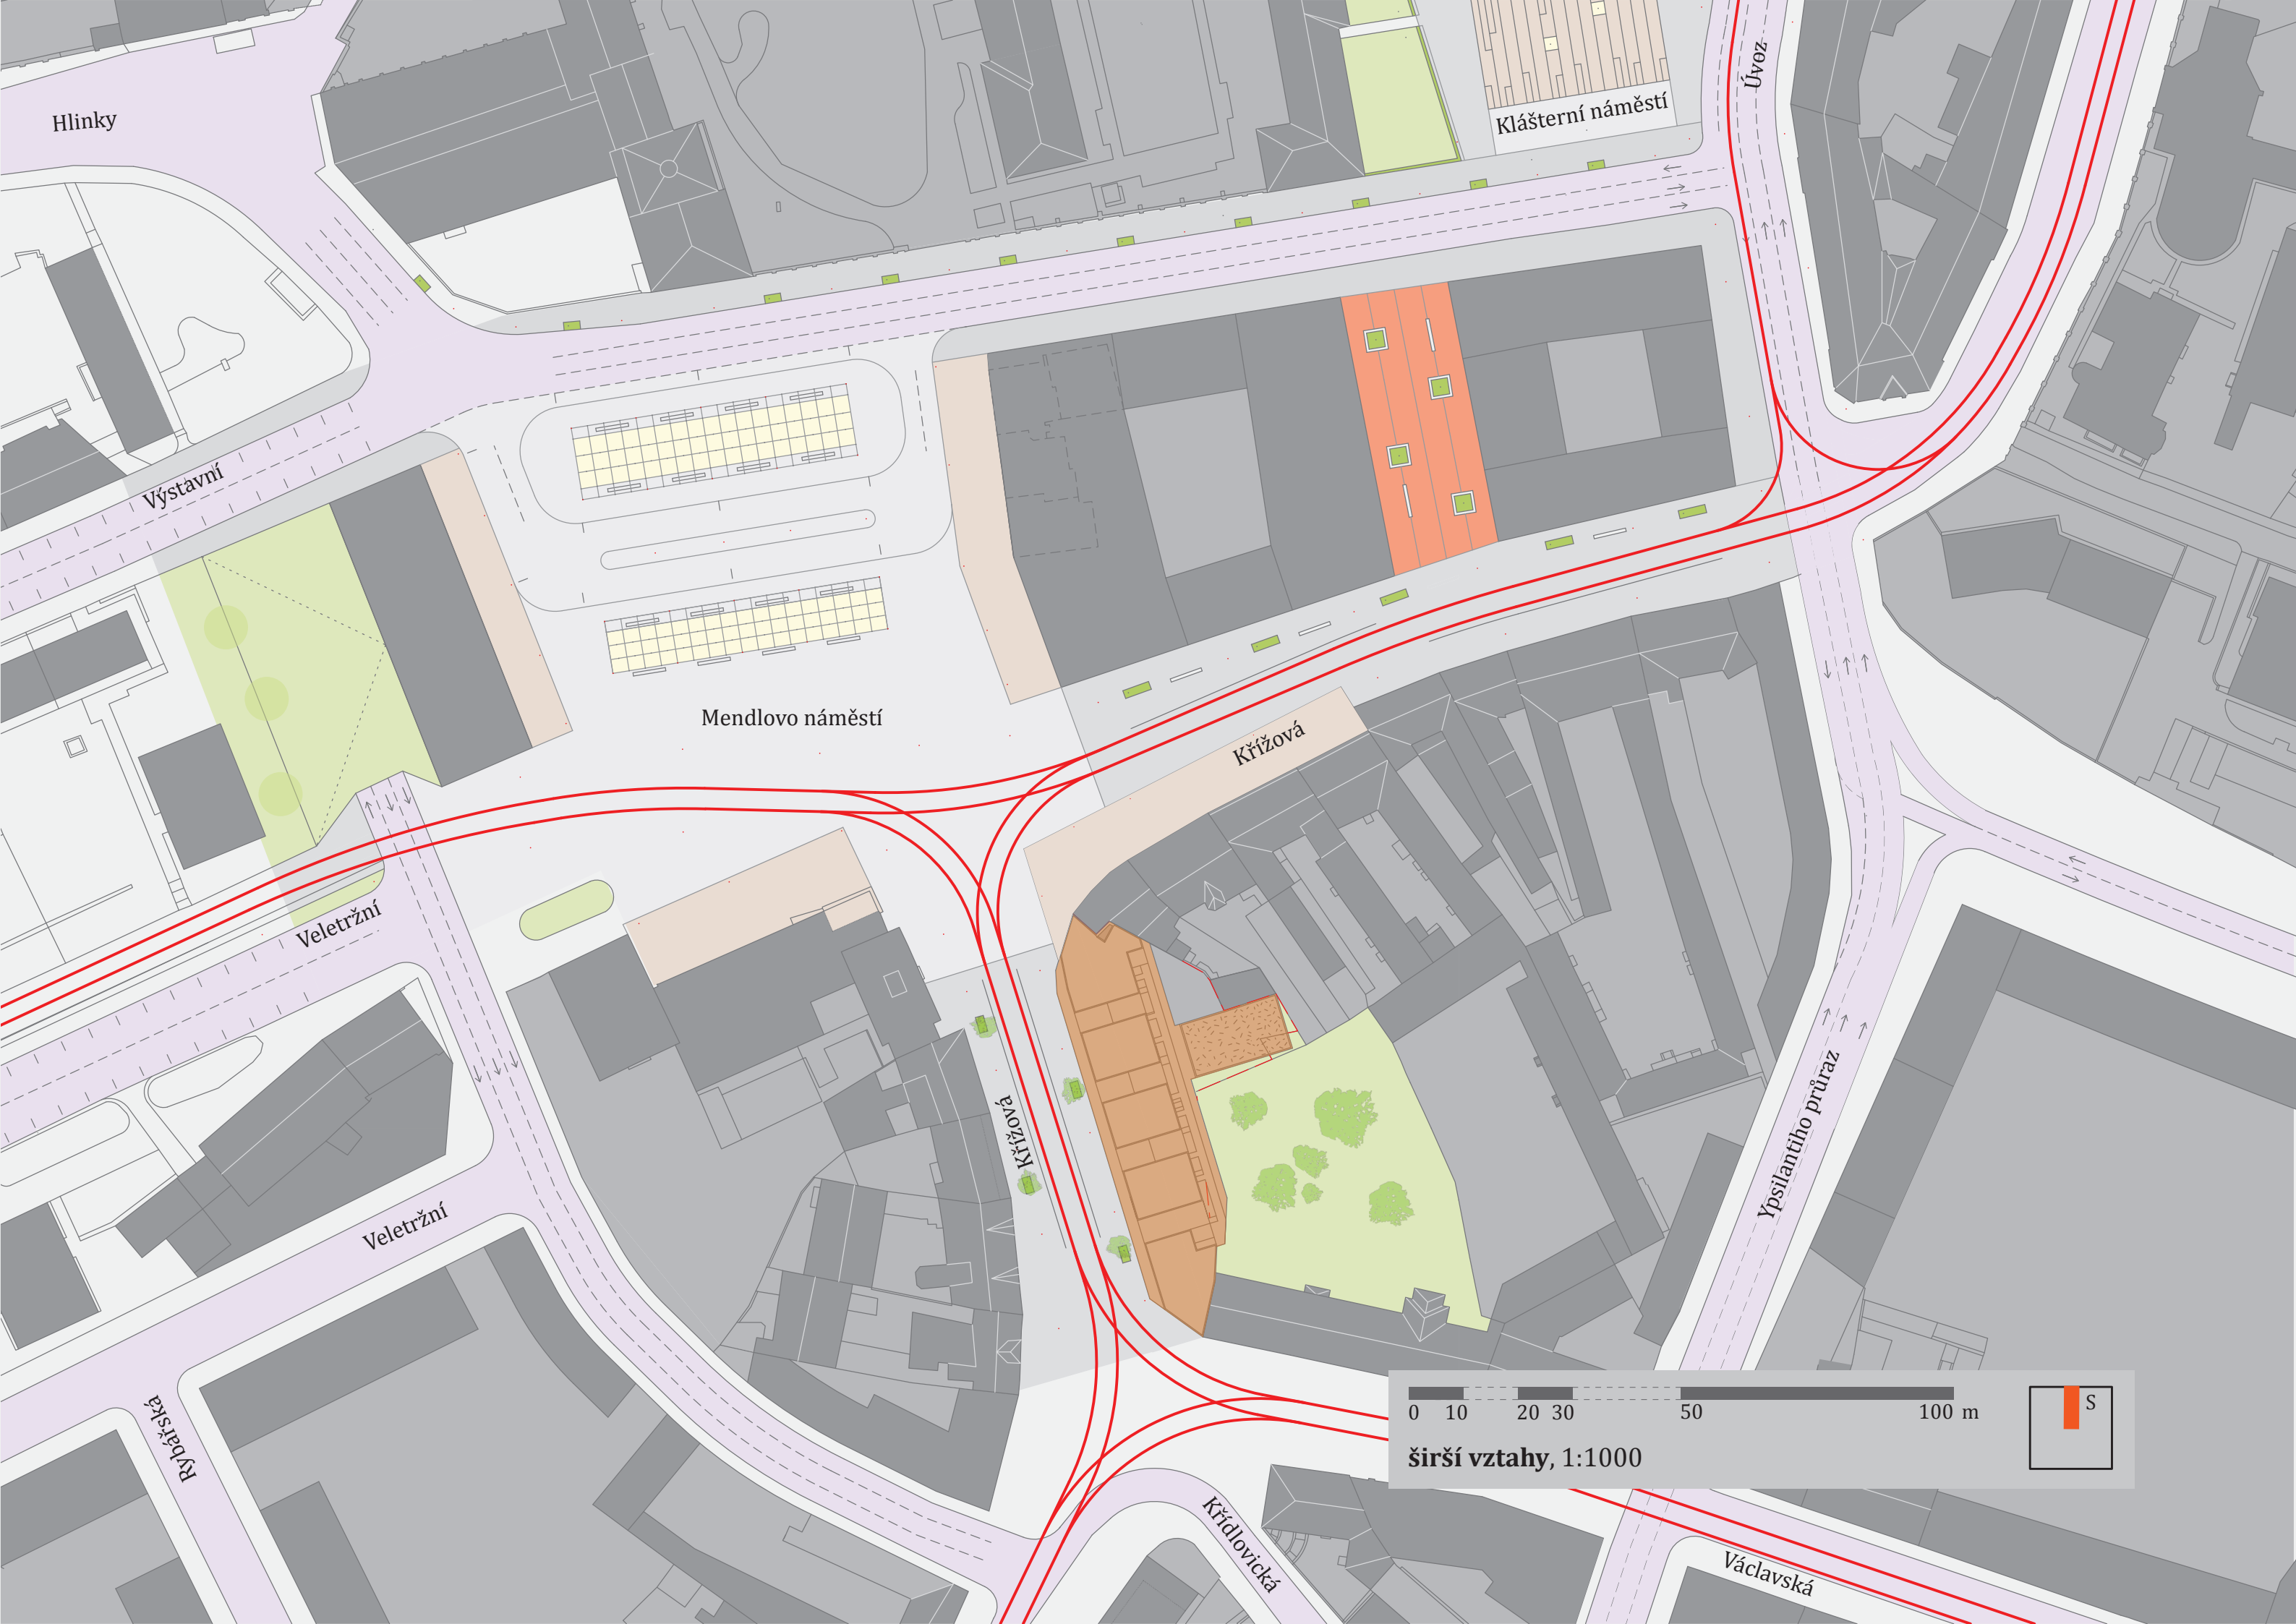 Hlinky
Úvoz
Klášterní náměstí
Výstavní
Mendlovo náměstí
Křížová
Veletržní
Křížová
Ypsilantiho průraz
Veletržní
Rybářská
Křídlovická
Václavská
0 10 20 30 50 100 m
S
širší vztahy, 1:1000